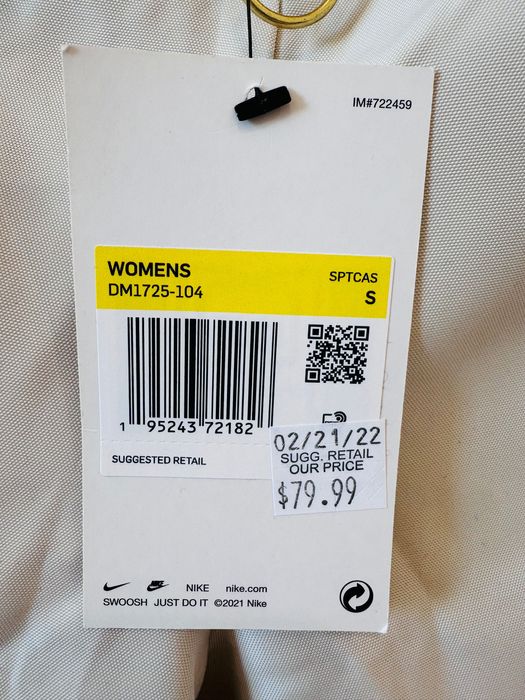 IM#722459
WOMENS
DM1725-104
SPTCAS
S
1 95243 72182
SUGGESTED RETAIL
02/21/22
SUGG. RETAIL
OUR PRICE
$79.99
NIKE nike.com
SWOOSH JUST DO IT ©2021 Nike